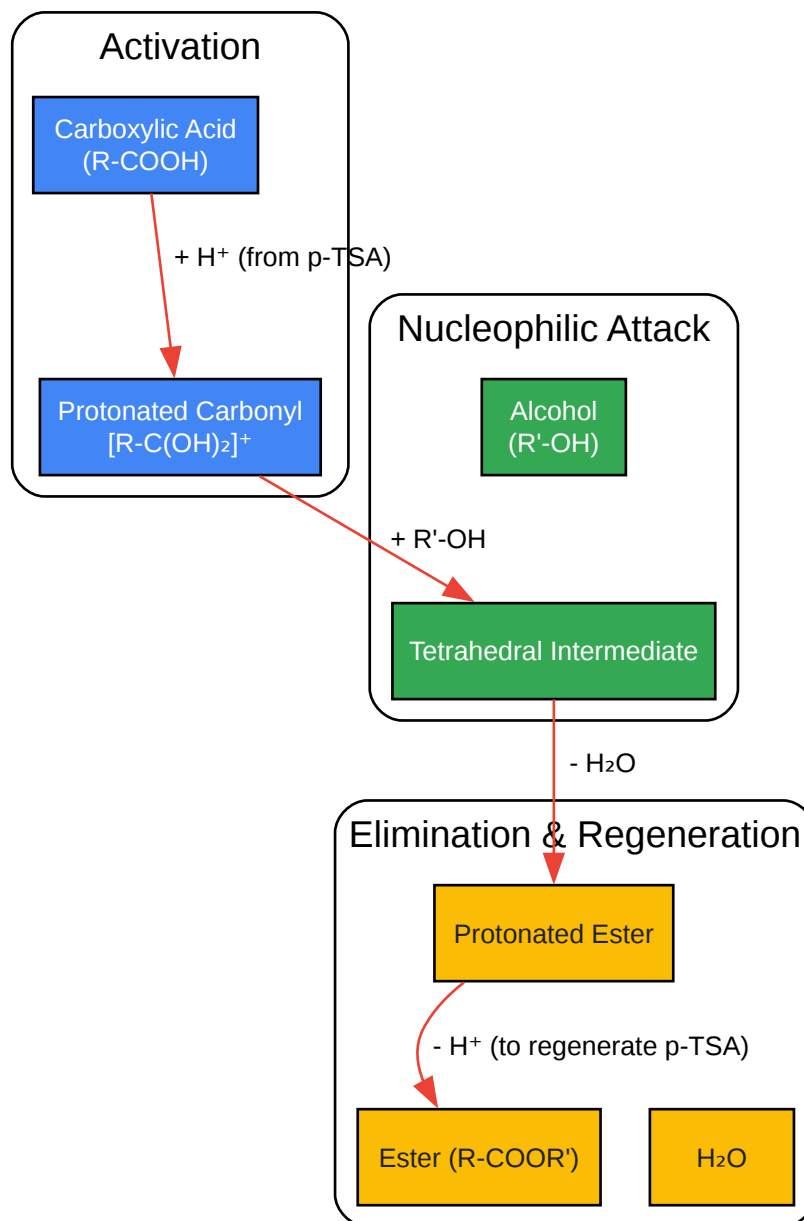 Activation
Carboxylic Acid
(R-COOH)
+ H⁺ (from p-TSA)
Protonated Carbonyl
[R-C(OH)₂]⁺
Nucleophilic Attack
Alcohol
(R'-OH)
+ R'-OH
Tetrahedral Intermediate
- H₂O
Elimination & Regeneration
Protonated Ester
- H⁺ (to regenerate p-TSA)
Ester (R-COOR')
H₂O